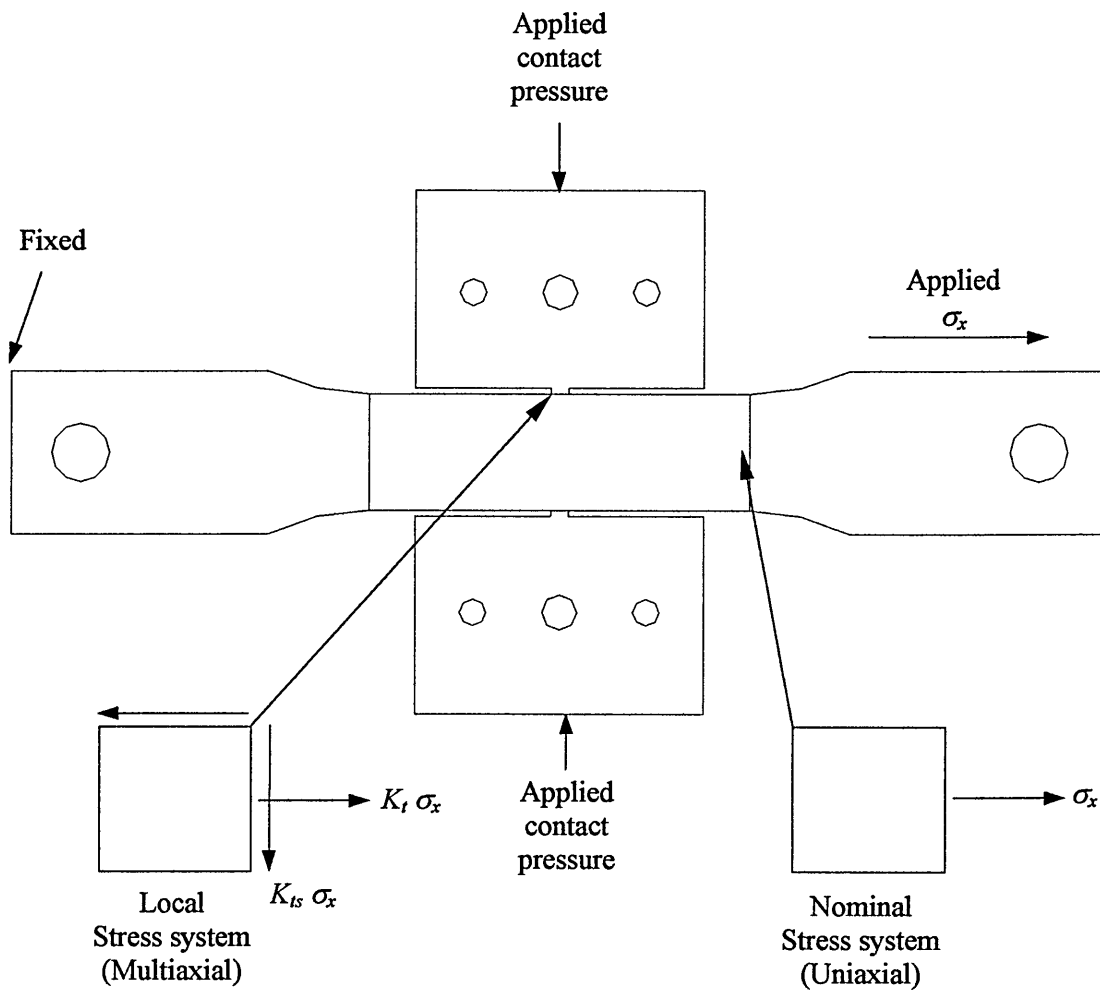 Applied
contact
pressure
Fixed
Applied
σx
Kt σx
Kts σx
Local
Stress system
(Multiaxial)
Applied
contact
pressure
σx
Nominal
Stress system
(Uniaxial)